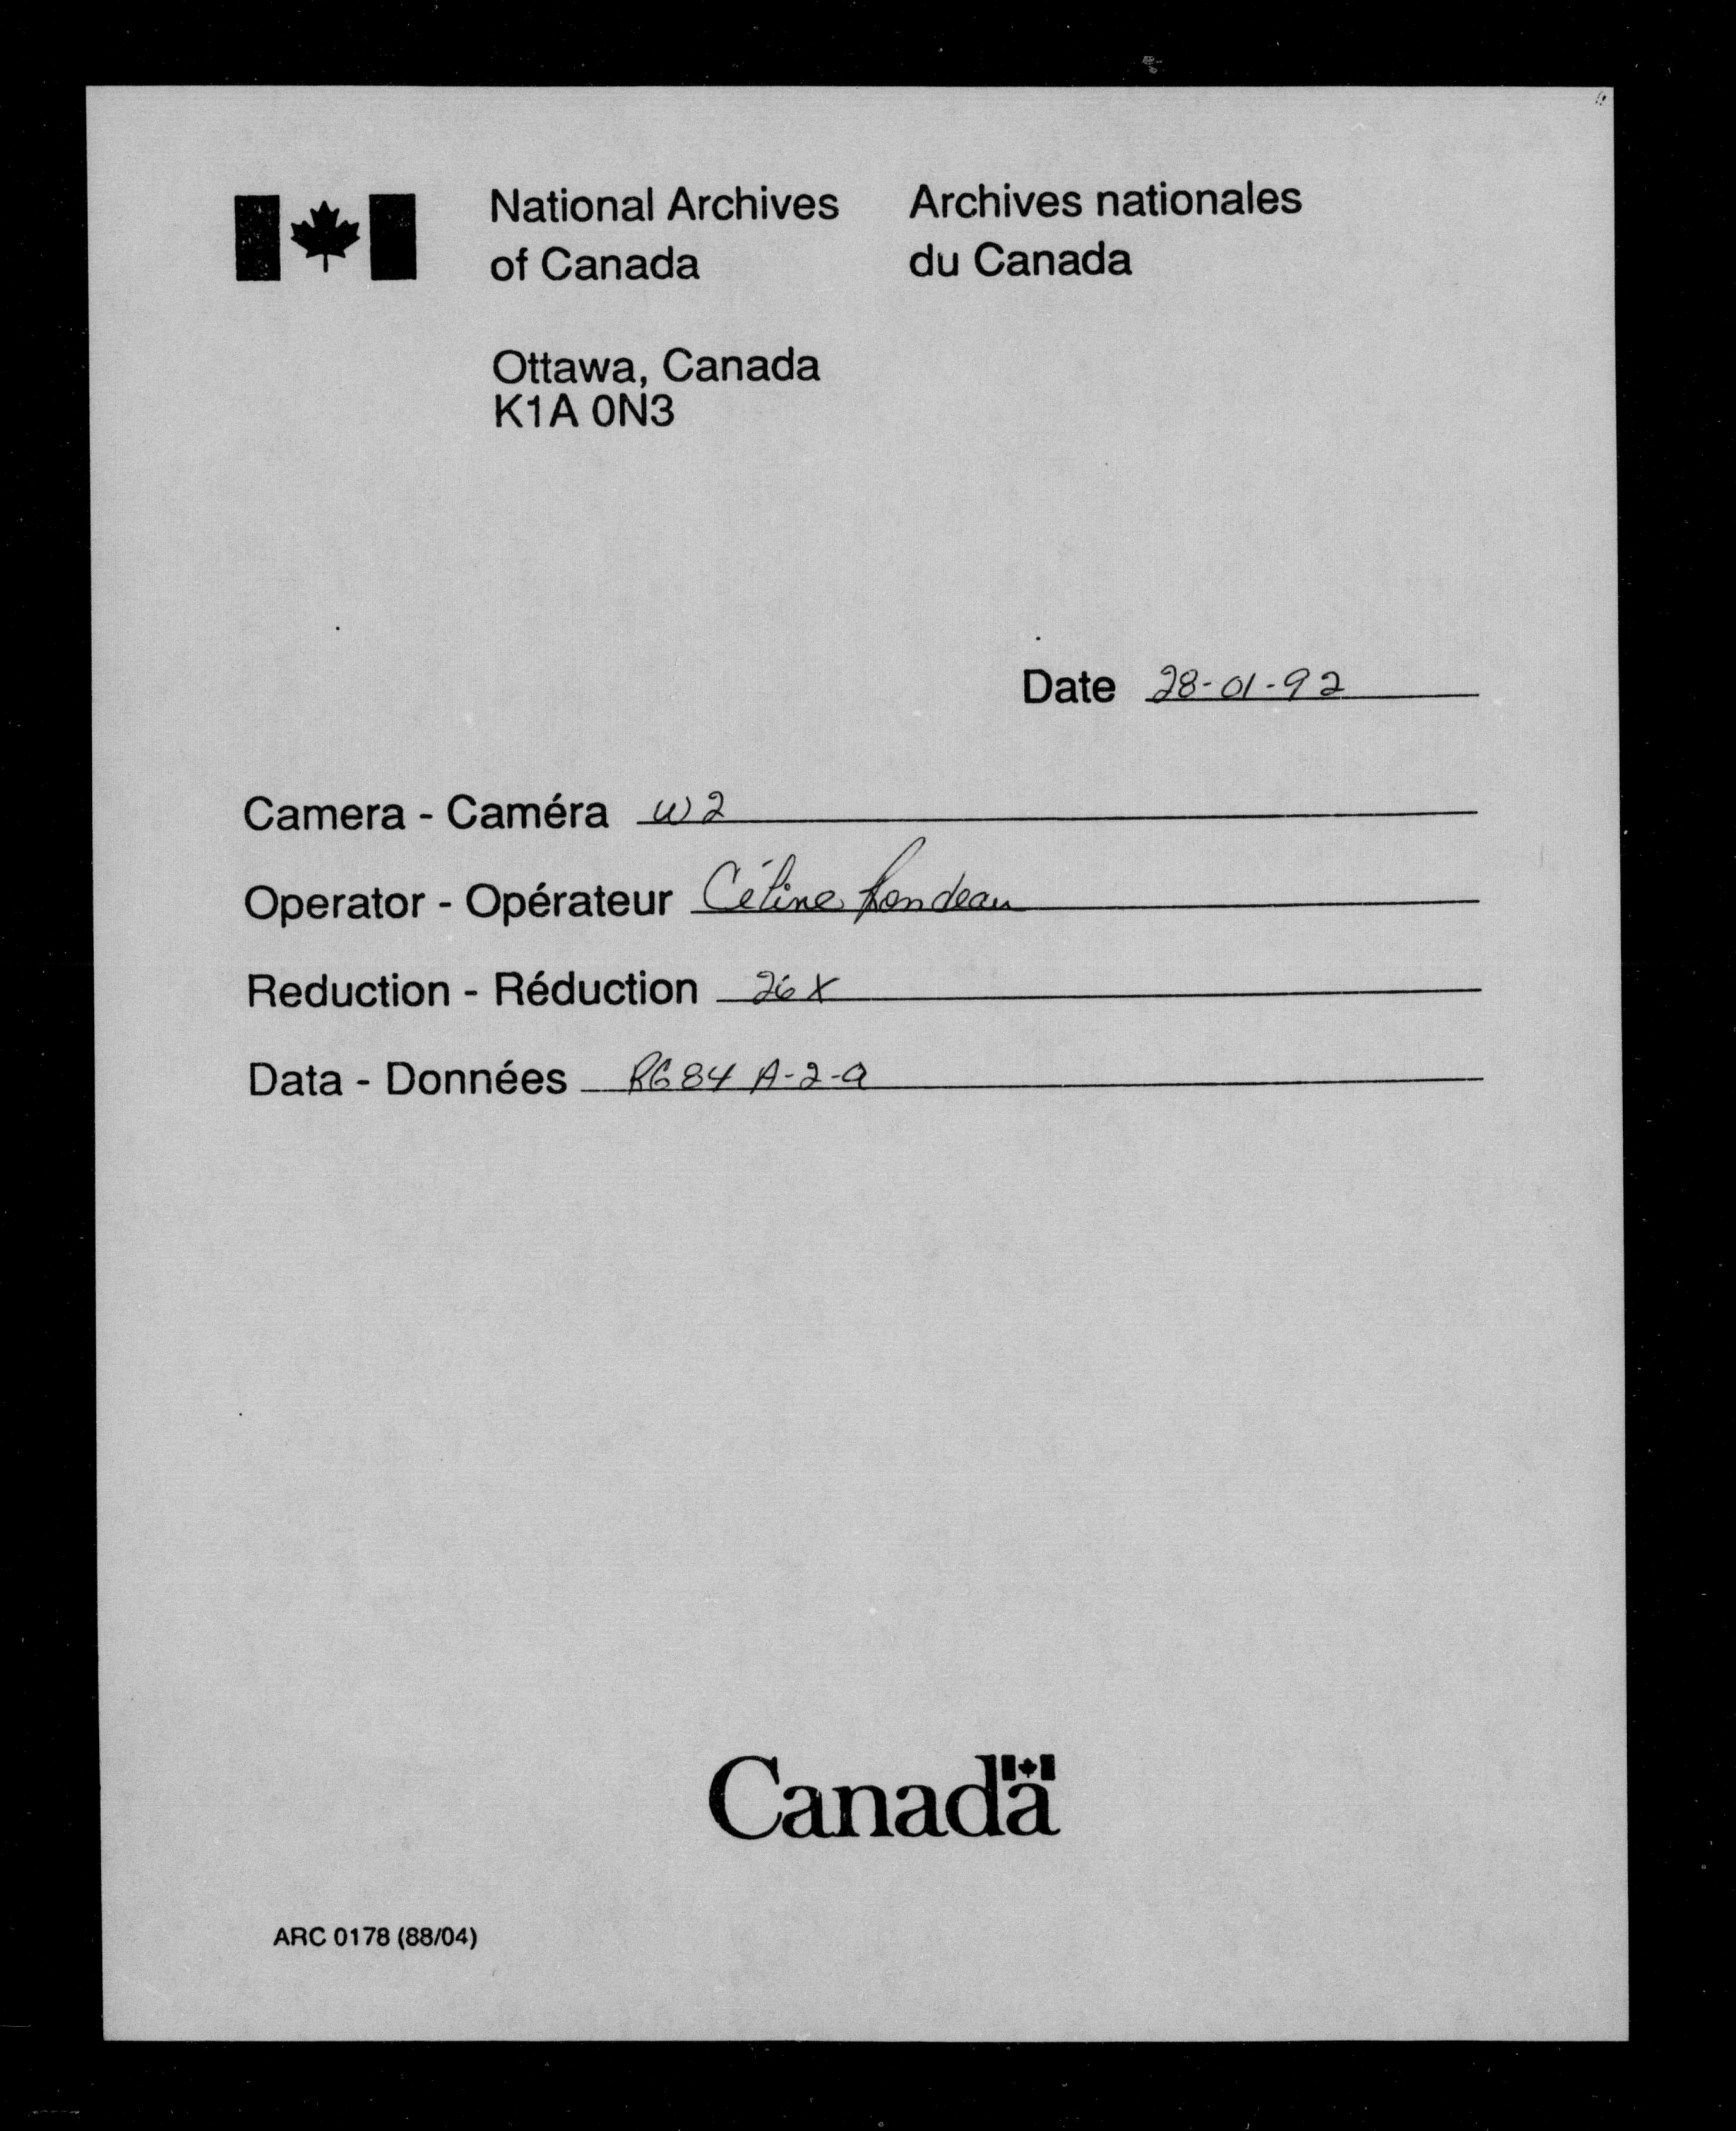 National Archives of Canada
Archives nationales du Canada
Ottawa, Canada
K1A 0N3
Date 28-01-92
Camera - Caméra W2
Operator - Opérateur Céline Rondeau
Reduction - Réduction 26X
Data - Données RG84 A-2-a
Canada
ARC 0178 (88/04)